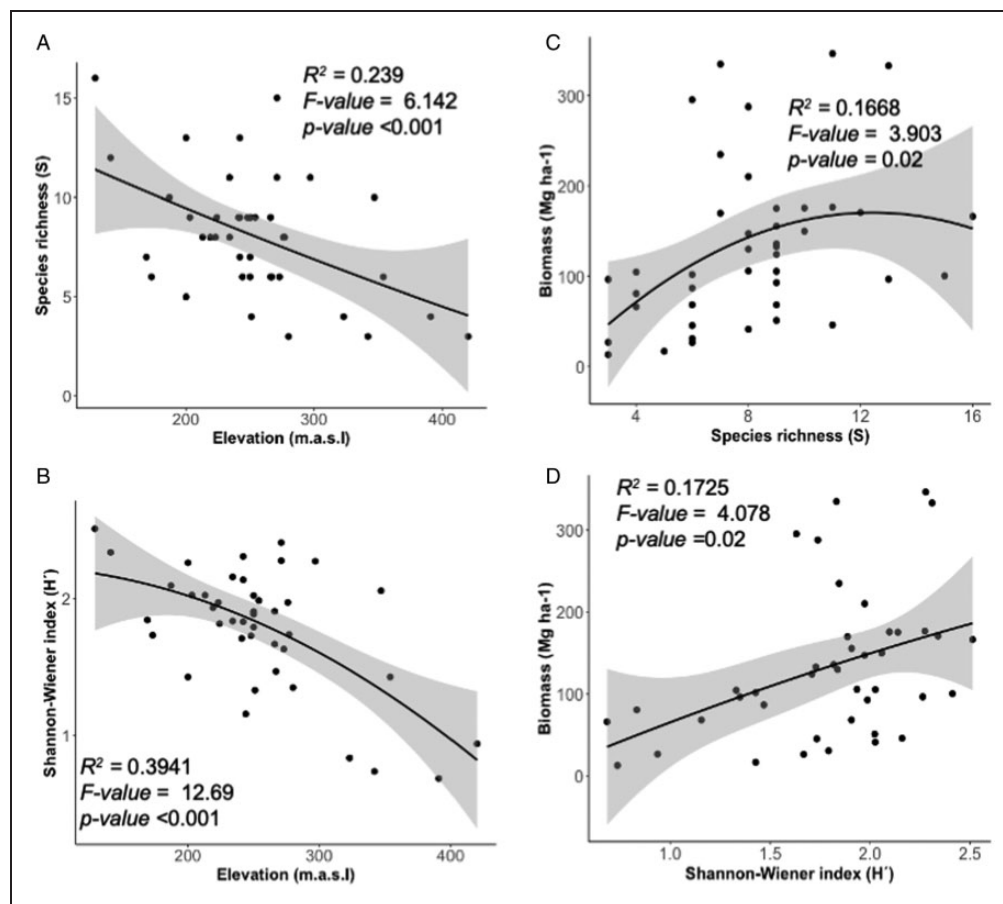 A
R² = 0.239
F-value = 6.142
p-value <0.001
15
10
5
0
Species richness (S)
200
300
400
Elevation (m.a.s.l)
C
R² = 0.1668
F-value = 3.903
p-value = 0.02
300
200
100
0
Biomass (Mg ha-1)
4
8
12
16
Species richness (S)
B
2
1
Shannon-Wiener index (H´)
R² = 0.3941
F-value = 12.69
p-value <0.001
200
300
400
Elevation (m.a.s.l)
D
R² = 0.1725
F-value = 4.078
p-value =0.02
300
200
100
0
Biomass (Mg ha-1)
1.0
1.5
2.0
2.5
Shannon-Wiener index (H´)